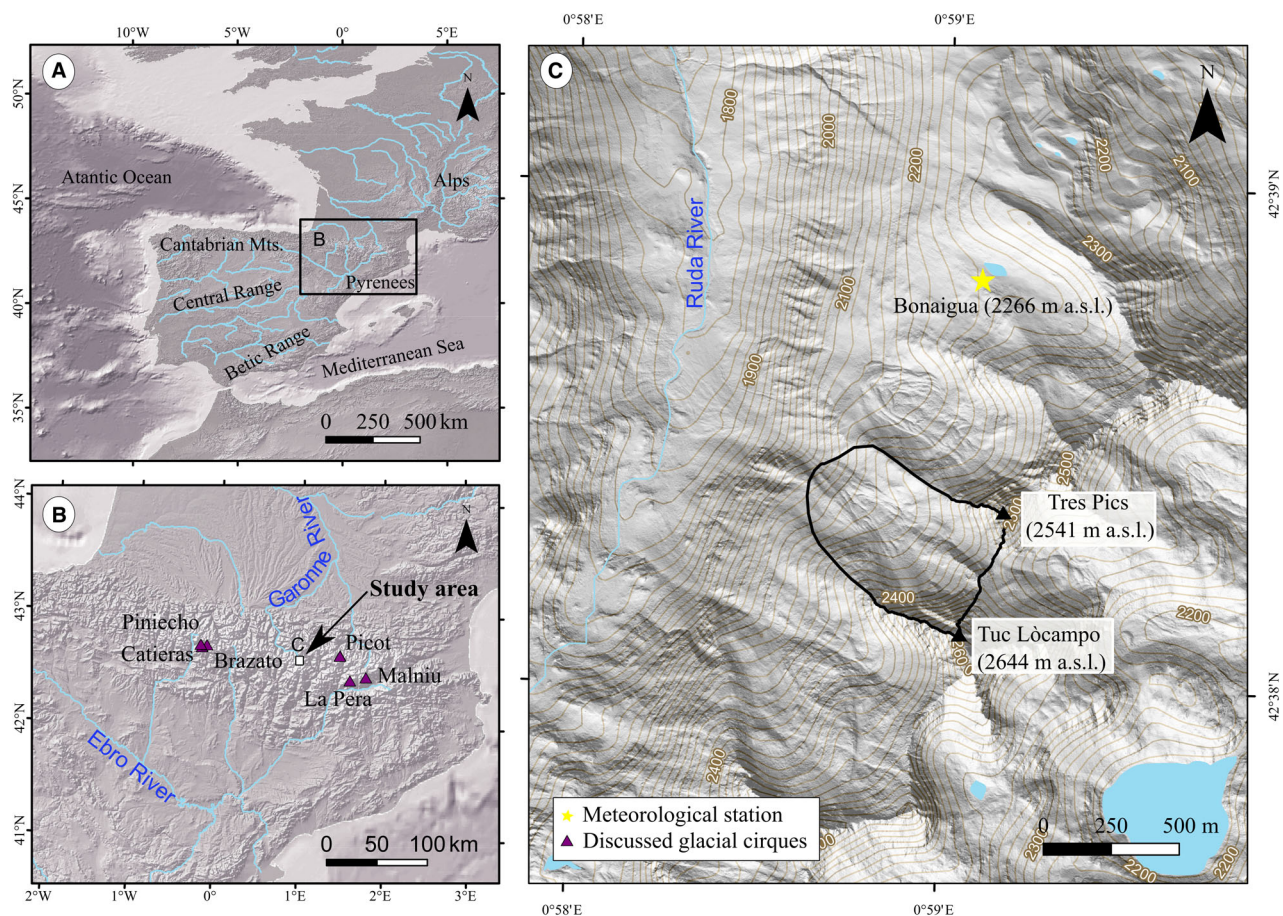 A
10°W 5°W 0° 5°E
50°N
45°N
40°N
35°N
N
Atantic Ocean
Alps
Cantabrian Mts.
B
Pyrenees
Central Range
Betic Range
Mediterranean Sea
0 250 500 km
B
44°N
43°N
42°N
41°N
N
Garonne River
Study area
Piniecho
Catieras
Brazato
C
Picot
Malniu
La Pera
Ebro River
0 50 100 km
2°W 1°W 0° 1°E 2°E 3°E
0°58'E 0°59'E
C
N
1800
2000
2200
2200
2100
42°39'N
2300
Ruda River
2100
Bonaigua (2266 m a.s.l.)
1900
2500
2400
Tres Pics
(2541 m a.s.l.)
2400
2200
Tuc Lòcampo
(2644 m a.s.l.)
2600
42°38'N
2400
Meteorological station
Discussed glacial cirques
2300
0 250 500 m
2200
2200
0°58'E 0°59'E